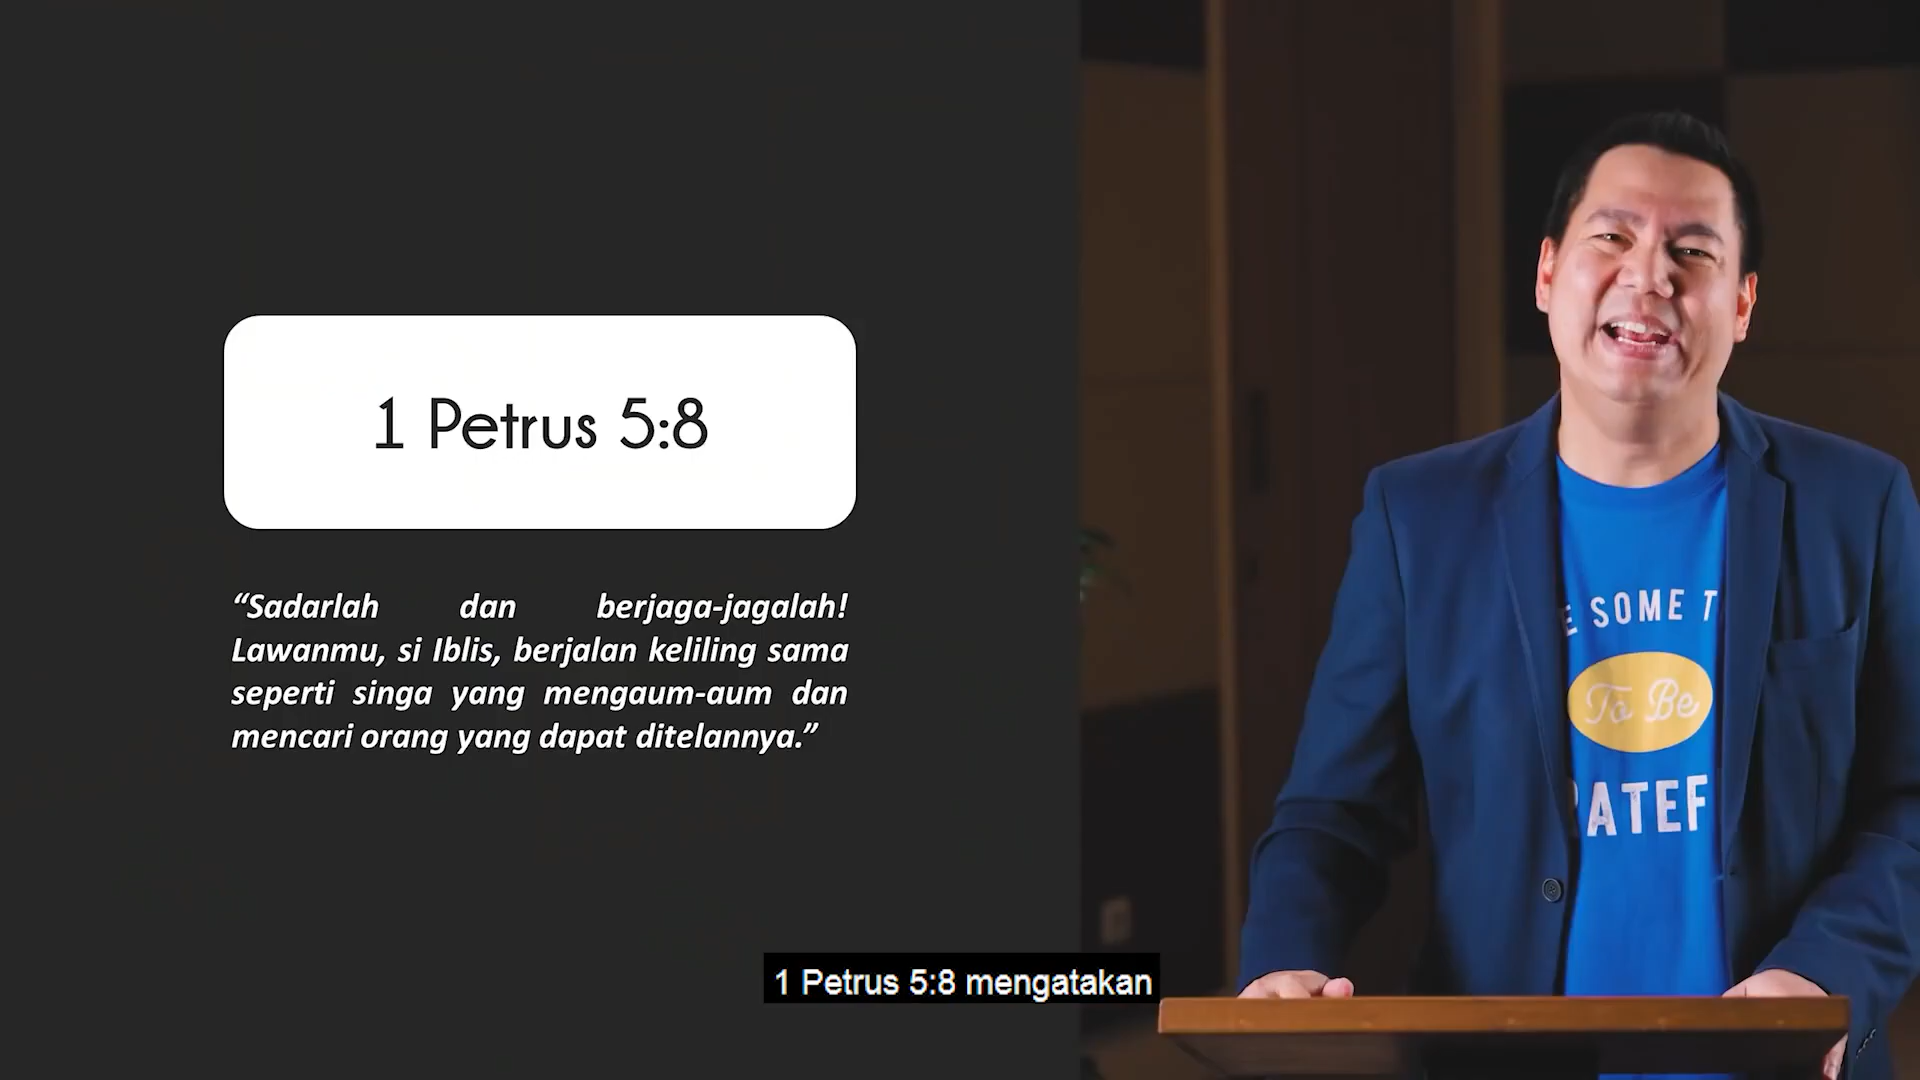 1 Petrus 5:8
“Sadarlah dan berjaga-jagalah!
Lawanmu, si Iblis, berjalan keliling sama
seperti singa yang mengaum-aum dan
mencari orang yang dapat ditelannya.”
SOME
To Be
1 Petrus 5:8 mengatakan